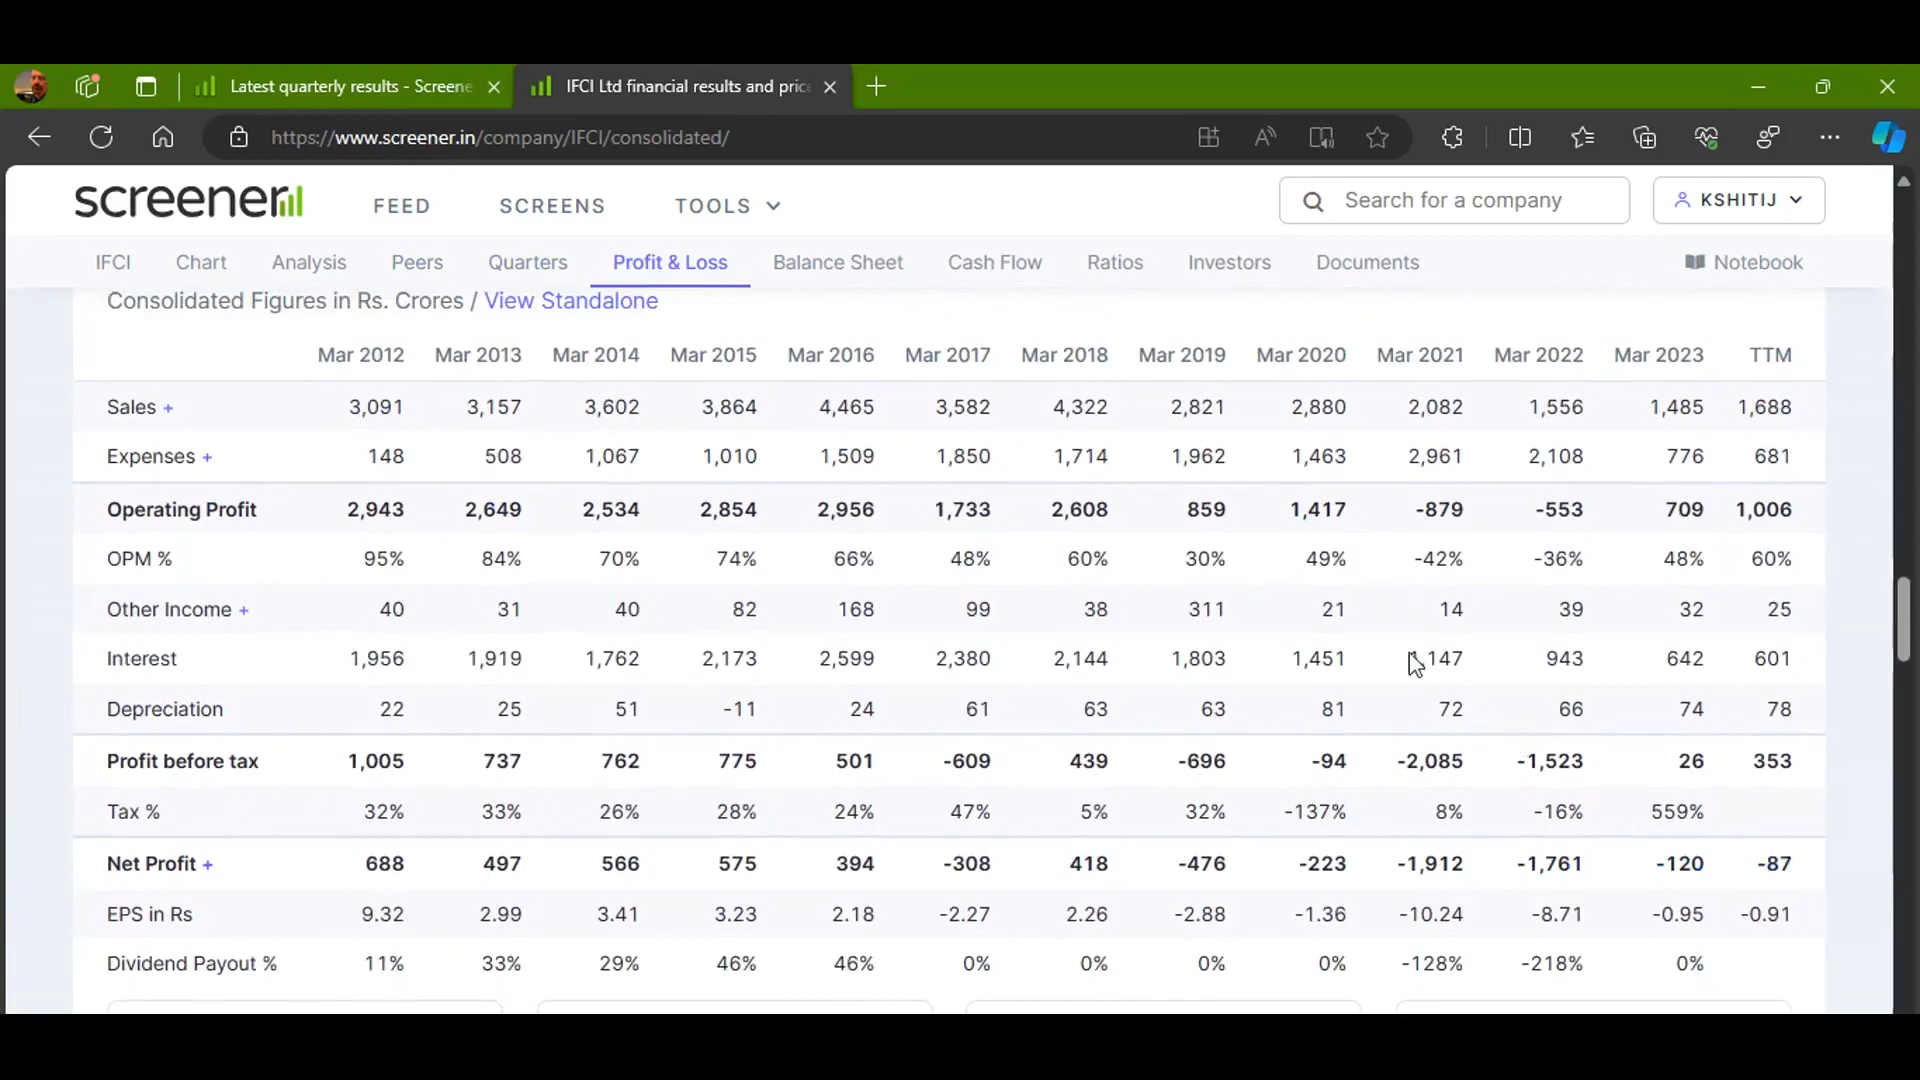 Latest quarterly results - Screene
IFCI Ltd financial results and pric
https://www.screener.in/company/IFCI/consolidated/
screener
FEED SCREENS TOOLS
Search for a company
KSHITIJ
IFCI Chart Analysis Peers Quarters Profit & Loss Balance Sheet Cash Flow Ratios Investors Documents Notebook
Consolidated Figures in Rs. Crores / View Standalone
Mar 2012 Mar 2013 Mar 2014 Mar 2015 Mar 2016 Mar 2017 Mar 2018 Mar 2019 Mar 2020 Mar 2021 Mar 2022 Mar 2023 TTM
Sales + 3,091 3,157 3,602 3,864 4,465 3,582 4,322 2,821 2,880 2,082 1,556 1,485 1,688
Expenses + 148 508 1,067 1,010 1,509 1,850 1,714 1,962 1,463 2,961 2,108 776 681
Operating Profit 2,943 2,649 2,534 2,854 2,956 1,733 2,608 859 1,417 -879 -553 709 1,006
OPM % 95% 84% 70% 74% 66% 48% 60% 30% 49% -42% -36% 48% 60%
Other Income + 40 31 40 82 168 99 38 311 21 14 39 32 25
Interest 1,956 1,919 1,762 2,173 2,599 2,380 2,144 1,803 1,451 1,147 943 642 601
Depreciation 22 25 51 -11 24 61 63 63 81 72 66 74 78
Profit before tax 1,005 737 762 775 501 -609 439 -696 -94 -2,085 -1,523 26 353
Tax % 32% 33% 26% 28% 24% 47% 5% 32% -137% 8% -16% 559%
Net Profit + 688 497 566 575 394 -308 418 -476 -223 -1,912 -1,761 -120 -87
EPS in Rs 9.32 2.99 3.41 3.23 2.18 -2.27 2.26 -2.88 -1.36 -10.24 -8.71 -0.95 -0.91
Dividend Payout % 11% 33% 29% 46% 46% 0% 0% 0% 0% -128% -218% 0%